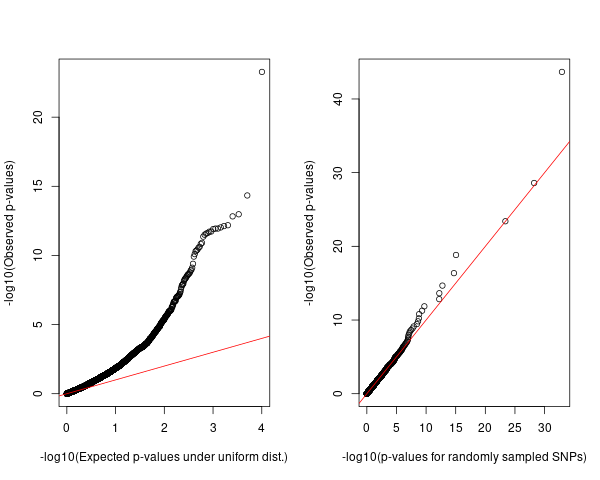 -log10(Observed p-values)
20
15
10
5
0
0 1 2 3 4
-log10(Expected p-values under uniform dist.)
-log10(Observed p-values)
40
30
20
10
0
0 5 10 15 20 25 30
-log10(p-values for randomly sampled SNPs)